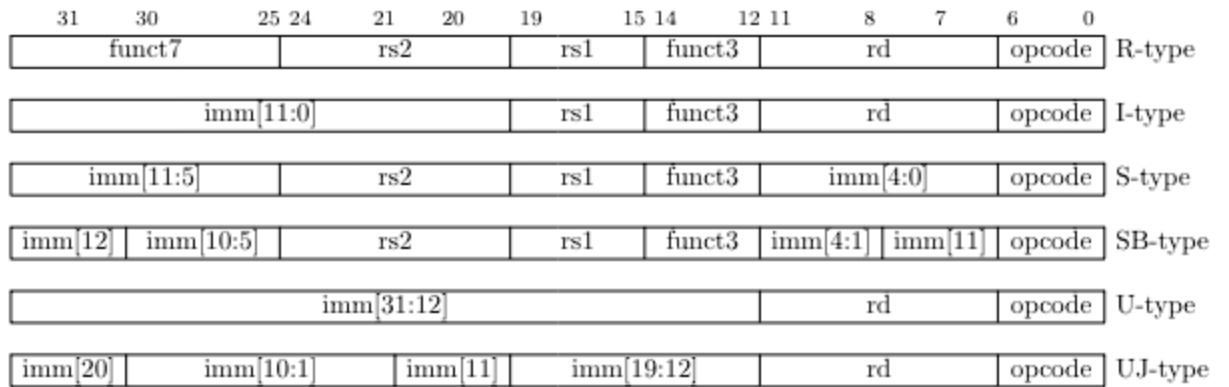 31 30 25 24 21 20 19 15 14 12 11 8 7 6 0
funct7 rs2 rs1 funct3 rd opcode R-type
imm[11:0] rs1 funct3 rd opcode I-type
imm[11:5] rs2 rs1 funct3 imm[4:0] opcode S-type
imm[12] imm[10:5] rs2 rs1 funct3 imm[4:1] imm[11] opcode SB-type
imm[31:12] rd opcode U-type
imm[20] imm[10:1] imm[11] imm[19:12] rd opcode UJ-type